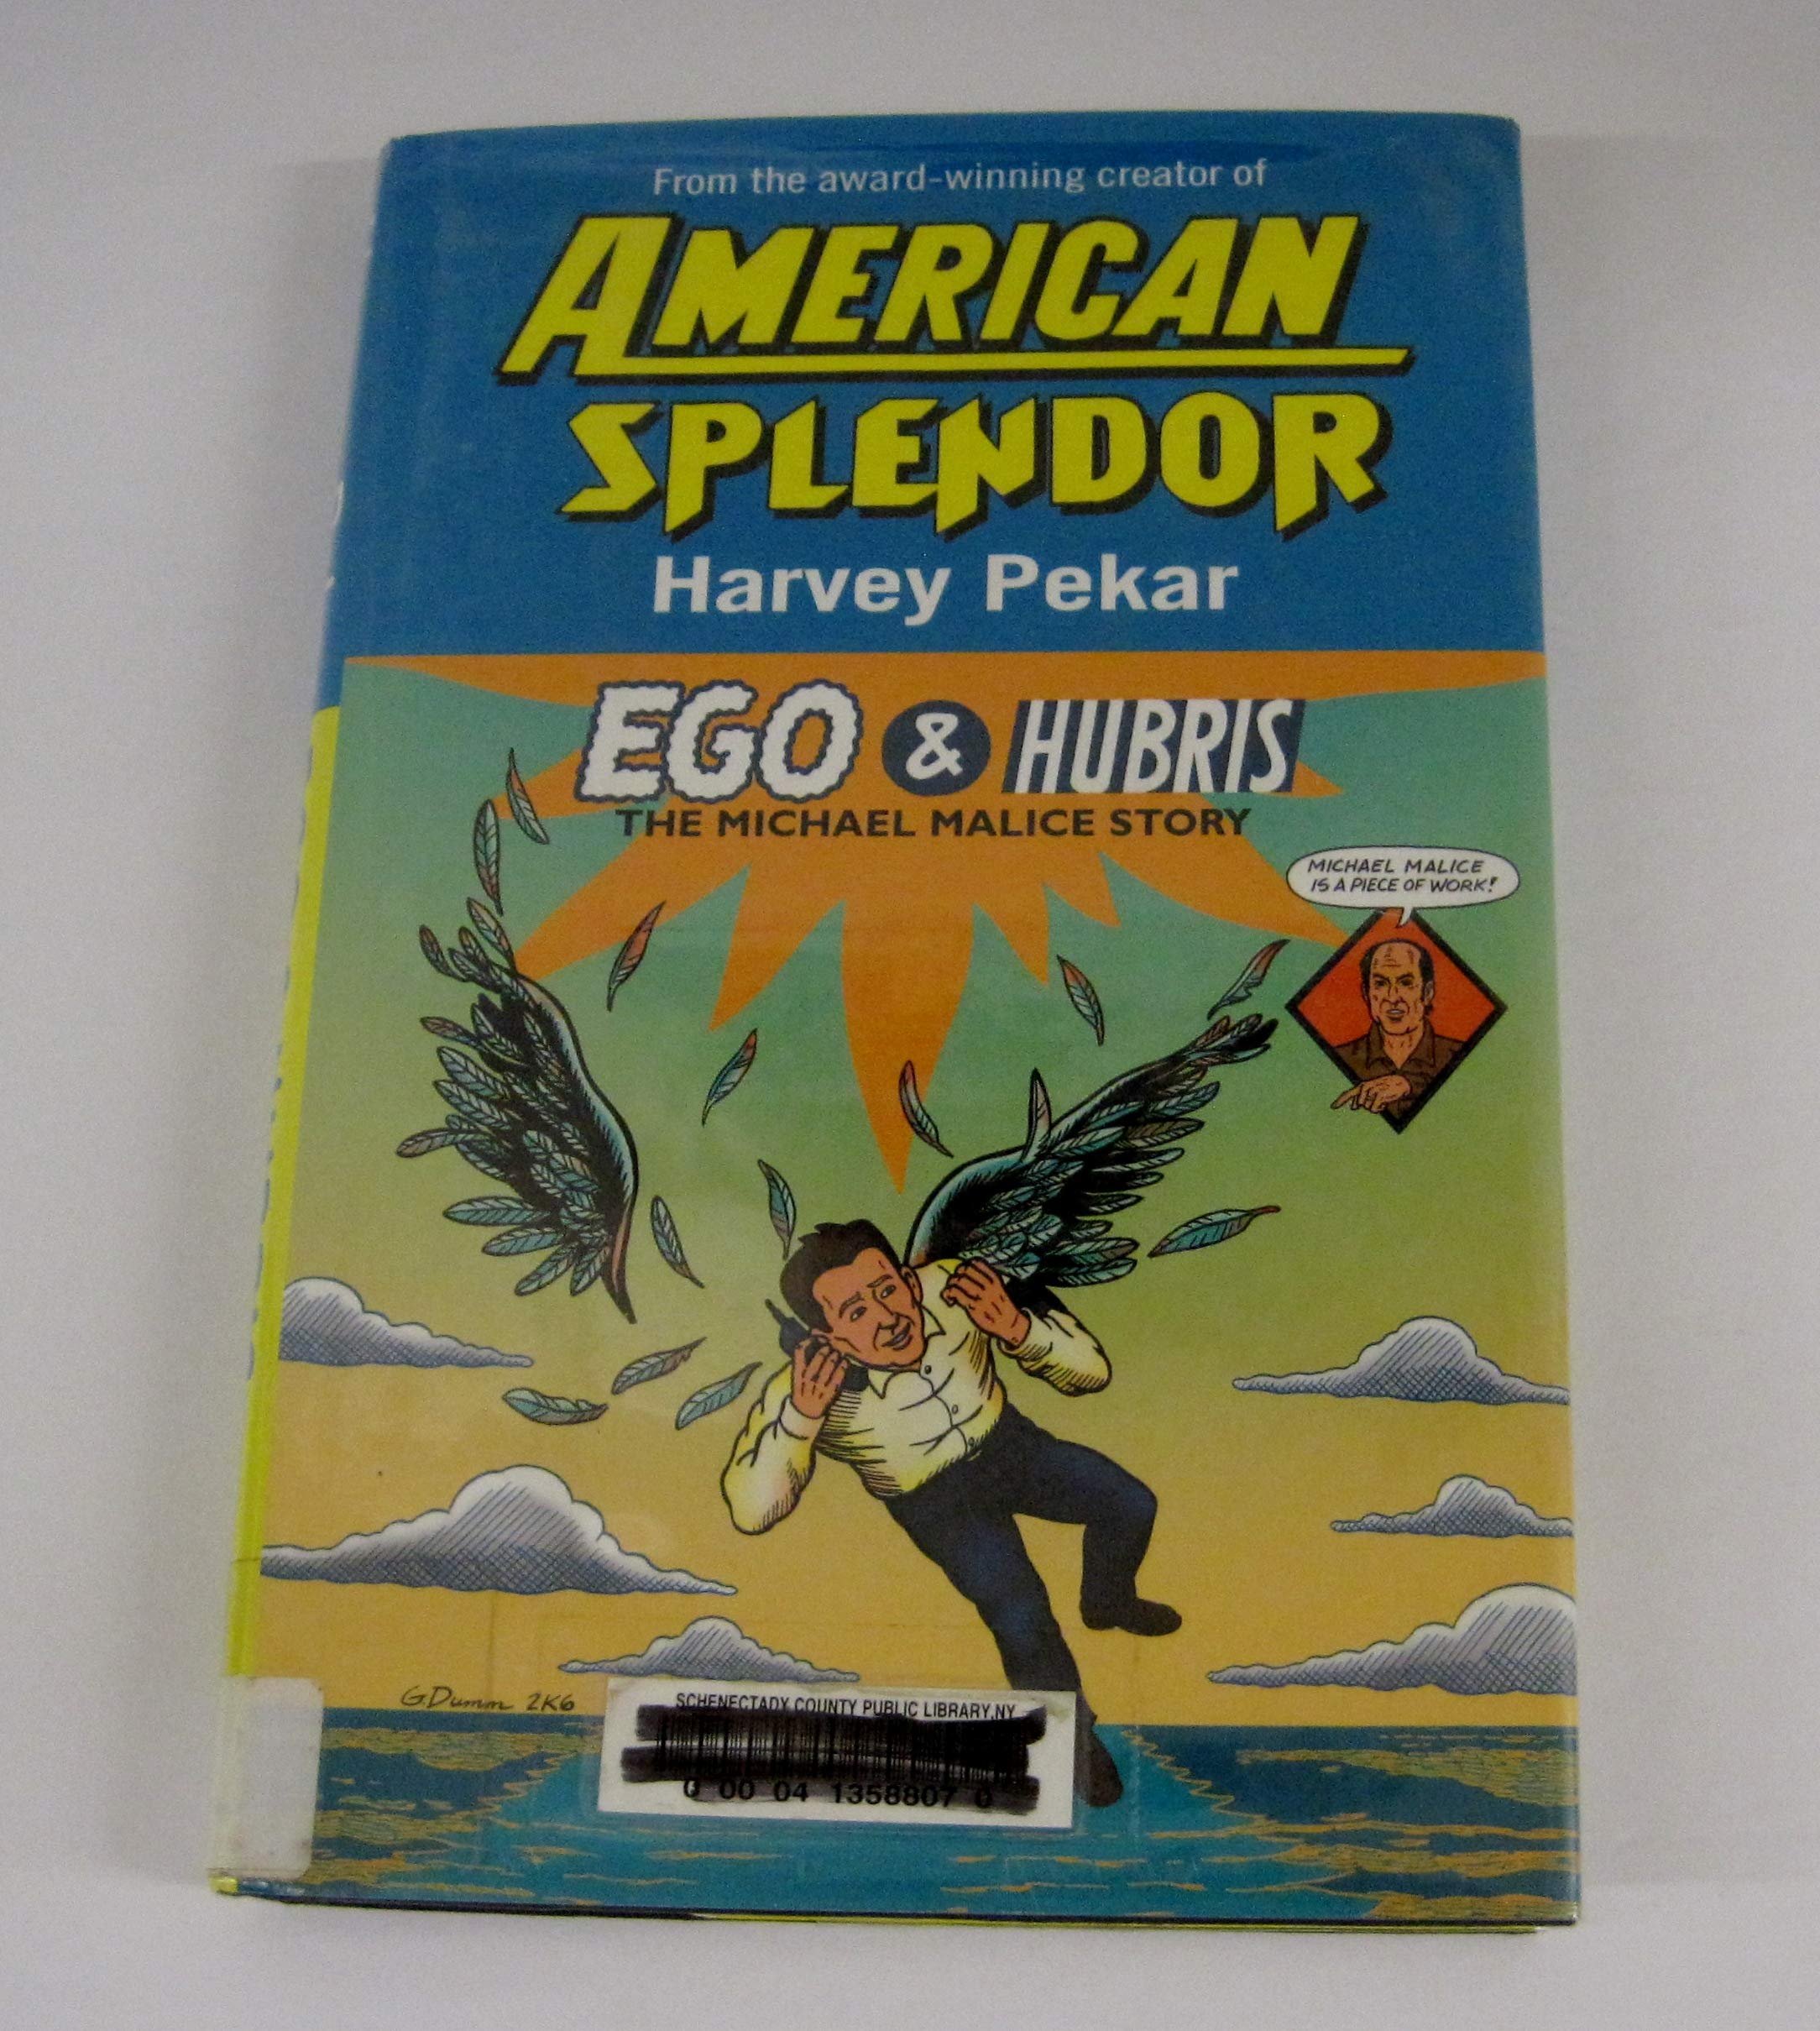 From the award-winning creator of
AMERICAN
SPLENDOR
Harvey Pekar
EGO & HUBRIS
THE MICHAEL MALICE STORY
MICHAEL MALICE
IS A PIECE OF WORK!
G.Dumm 2K6
SCHENECTADY COUNTY PUBLIC LIBRARY,NY
0 00 04 1358807 0